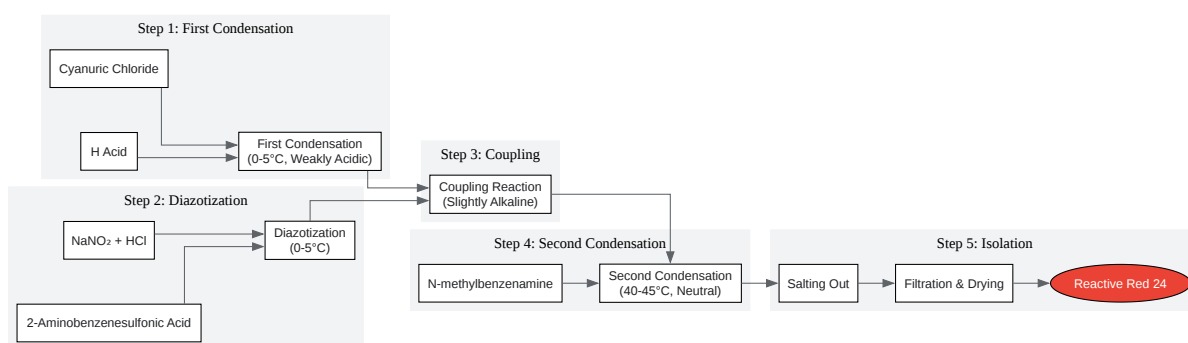 Step 1: First Condensation
Cyanuric Chloride
H Acid
First Condensation
(0-5°C, Weakly Acidic)
Step 2: Diazotization
NaNO₂ + HCl
2-Aminobenzenesulfonic Acid
Diazotization
(0-5°C)
Step 3: Coupling
Coupling Reaction
(Slightly Alkaline)
Step 4: Second Condensation
N-methylbenzenamine
Second Condensation
(40-45°C, Neutral)
Step 5: Isolation
Salting Out
Filtration & Drying
Reactive Red 24